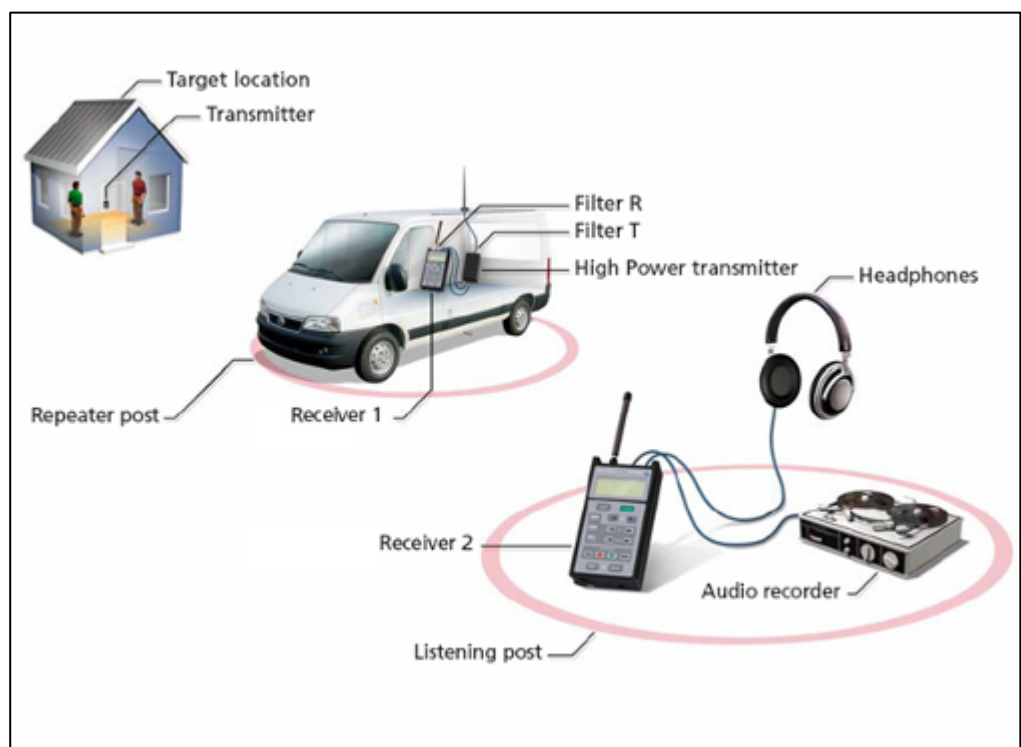 Target location
Transmitter
Filter R
Filter T
High Power transmitter
Headphones
Repeater post
Receiver 1
Receiver 2
Audio recorder
Listening post